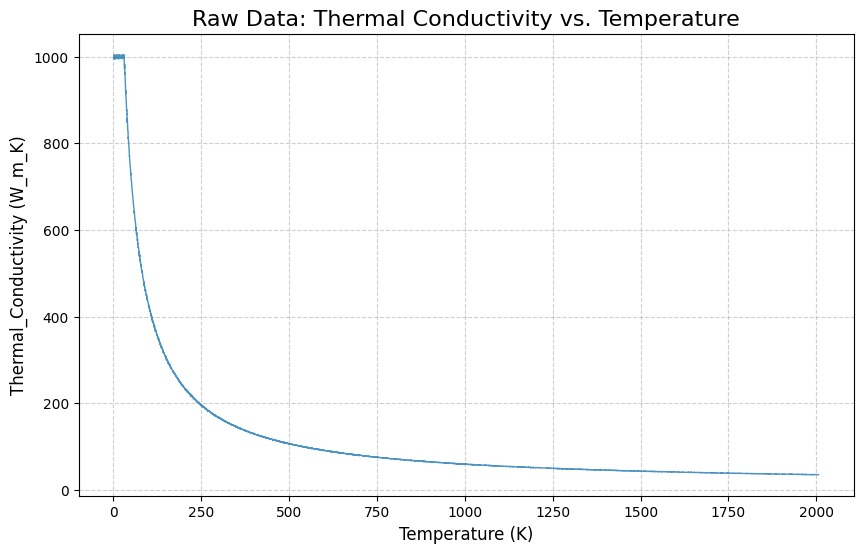 Raw Data: Thermal Conductivity vs. Temperature
Thermal_Conductivity (W_m_K)
1000
800
600
400
200
0
0 250 500 750 1000 1250 1500 1750 2000
Temperature (K)